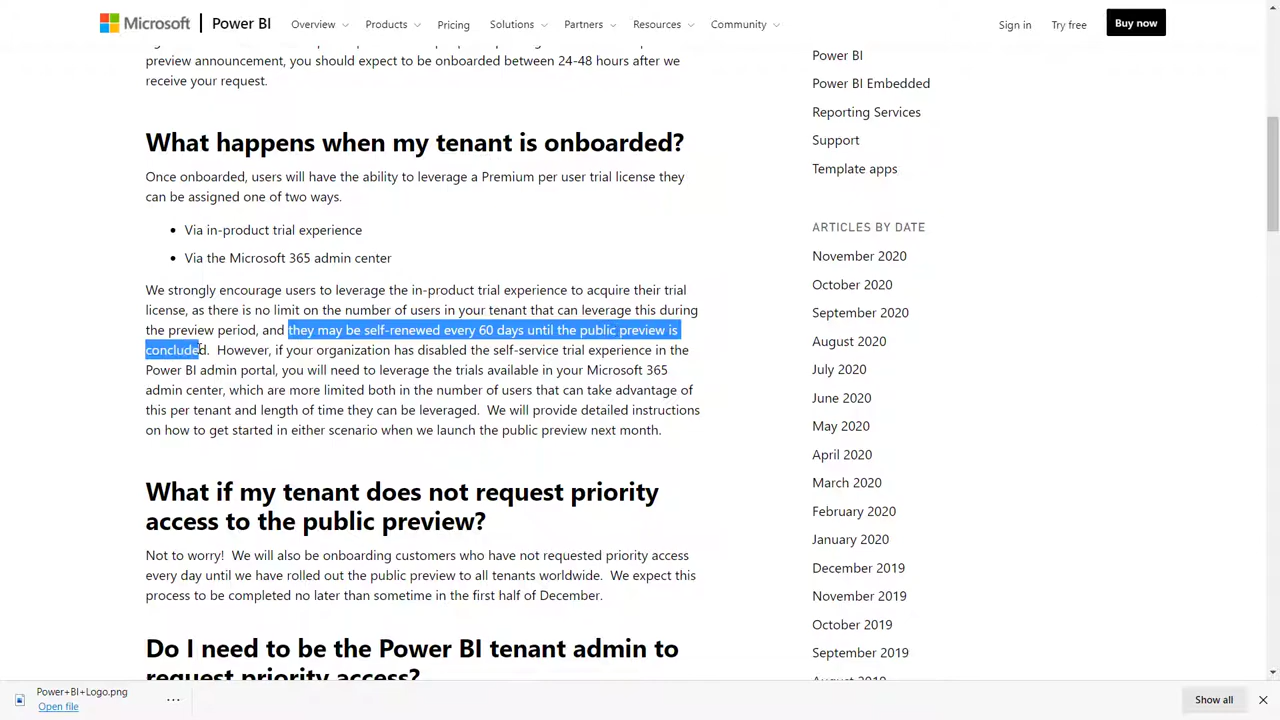 Microsoft
Power BI
Overview
Products
Pricing
Solutions
Partners
Resources
Community
Sign in
Try free
Buy now
preview announcement, you should expect to be onboarded between 24-48 hours after we
receive your request.
What happens when my tenant is onboarded?
Once onboarded, users will have the ability to leverage a Premium per user trial license they
can be assigned one of two ways.
• Via in-product trial experience
• Via the Microsoft 365 admin center
We strongly encourage users to leverage the in-product trial experience to acquire their trial
license, as there is no limit on the number of users in your tenant that can leverage this during
the preview period, and they may be self-renewed every 60 days until the public preview is
concluded.  However, if your organization has disabled the self-service trial experience in the
Power BI admin portal, you will need to leverage the trials available in your Microsoft 365
admin center, which are more limited both in the number of users that can take advantage of
this per tenant and length of time they can be leveraged.  We will provide detailed instructions
on how to get started in either scenario when we launch the public preview next month.
What if my tenant does not request priority
access to the public preview?
Not to worry!  We will also be onboarding customers who have not requested priority access
every day until we have rolled out the public preview to all tenants worldwide.  We expect this
process to be completed no later than sometime in the first half of December.
Do I need to be the Power BI tenant admin to
request priority access?
Power BI
Power BI Embedded
Reporting Services
Support
Template apps
ARTICLES BY DATE
November 2020
October 2020
September 2020
August 2020
July 2020
June 2020
May 2020
April 2020
March 2020
February 2020
January 2020
December 2019
November 2019
October 2019
September 2019
August 2019
Power+BI+Logo.png
Open file
...
Show all